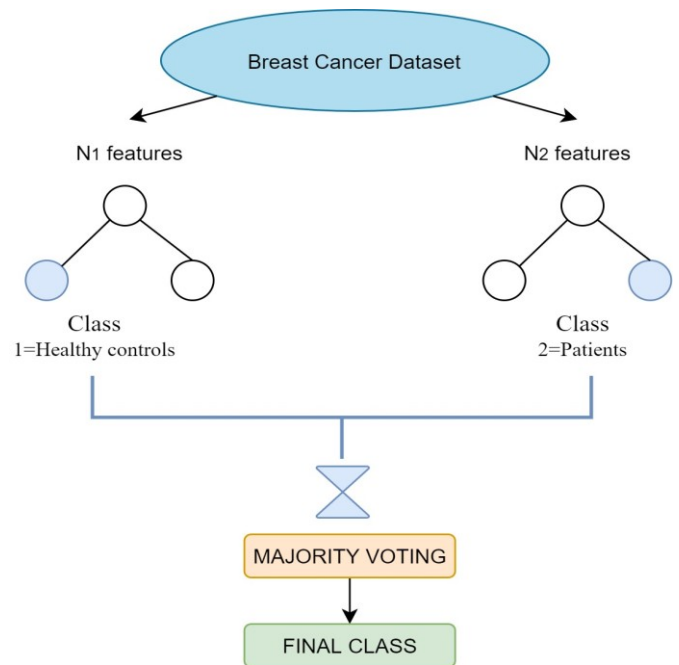 Breast Cancer Dataset
N1 features
N2 features
Class
1=Healthy controls
Class
2=Patients
MAJORITY VOTING
FINAL CLASS